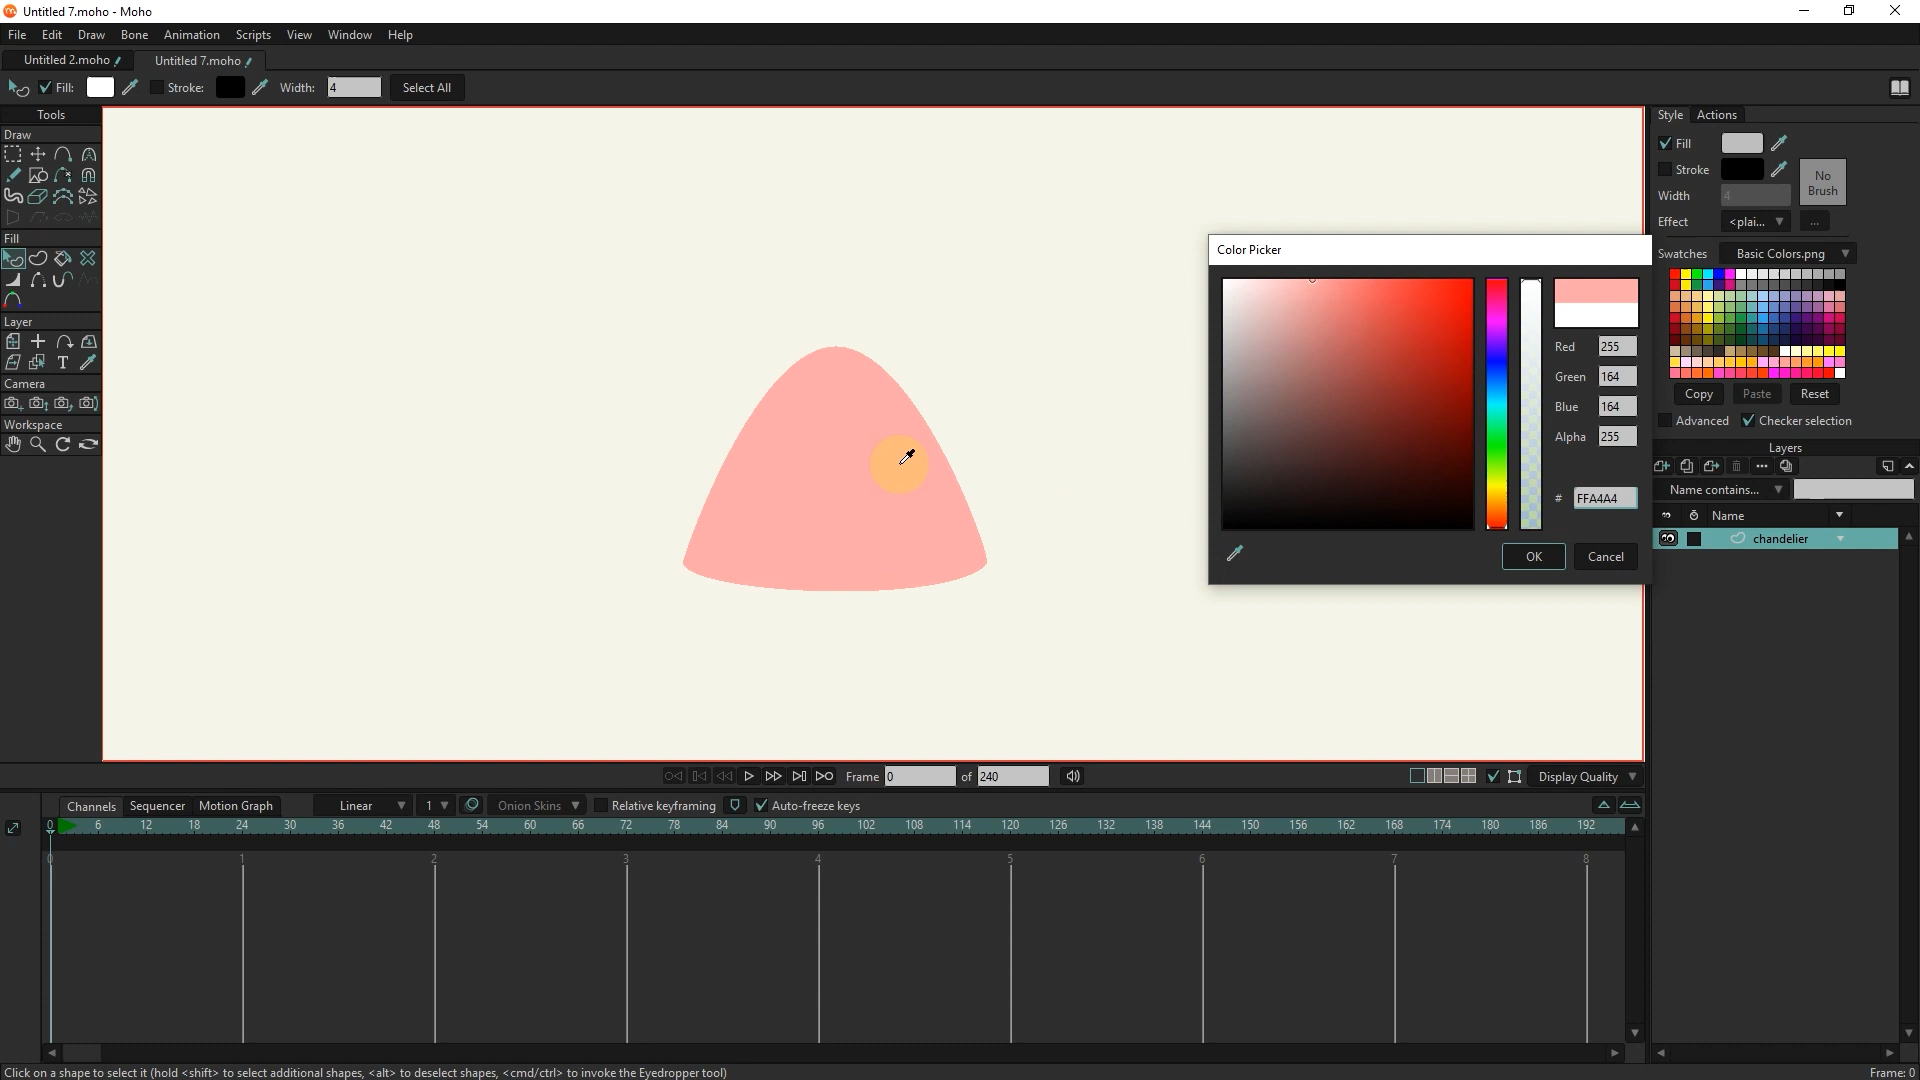 Untitled 7.moho - Moho
File Edit Draw Bone Animation Scripts View Window Help
Untitled 2.moho Untitled 7.moho
Fill: Stroke: Width: 4 Select All
Tools
Draw
Fill
Layer
Camera
Workspace
Style Actions
Fill
Stroke
No Brush
Width 4
Effect <plai... ...
Swatches Basic Colors.png
Copy Paste Reset
Advanced Checker selection
Layers
Name contains...
Name
chandelier
Color Picker
Red 255
Green 164
Blue 164
Alpha 255
# FFA4A4
OK Cancel
Frame 0 of 240 Display Quality
Channels Sequencer Motion Graph Linear 1 Onion Skins Relative keyframing Auto-freeze keys
0 6 12 18 24 30 36 42 48 54 60 66 72 78 84 90 96 102 108 114 120 126 132 138 144 150 156 162 168 174 180 186 192
0 1 2 3 4 5 6 7 8
Click on a shape to select it (hold <shift> to select additional shapes, <alt> to deselect shapes, <cmd/ctrl> to invoke the Eyedropper tool) Frame: 0